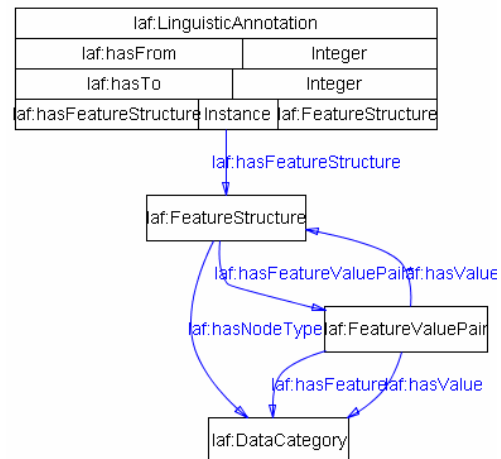 laf:LinguisticAnnotation
laf:hasFrom Integer
laf:hasTo Integer
laf:hasFeatureStructure Instance laf:FeatureStructure
laf:hasFeatureStructure
laf:FeatureStructure
laf:hasFeatureValuePair laf:hasValue
laf:hasNodeType laf:FeatureValuePair
laf:hasFeature laf:hasValue
laf:DataCategory